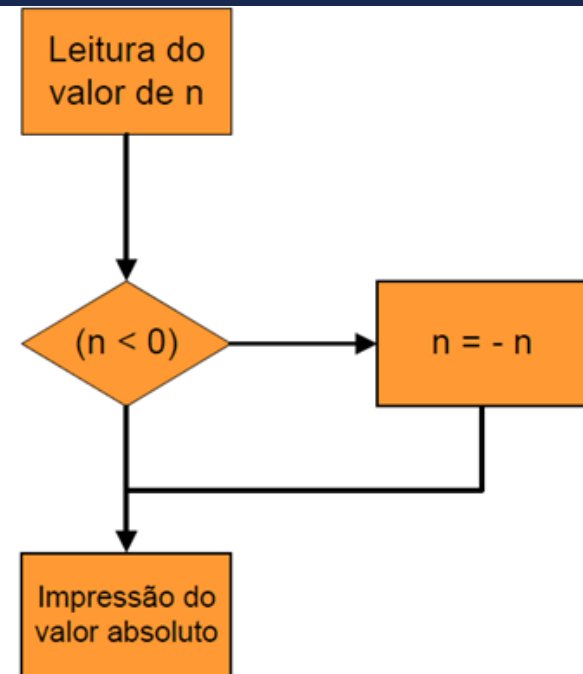 Leitura do
valor de n
(n < 0)
n = - n
Impressão do
valor absoluto